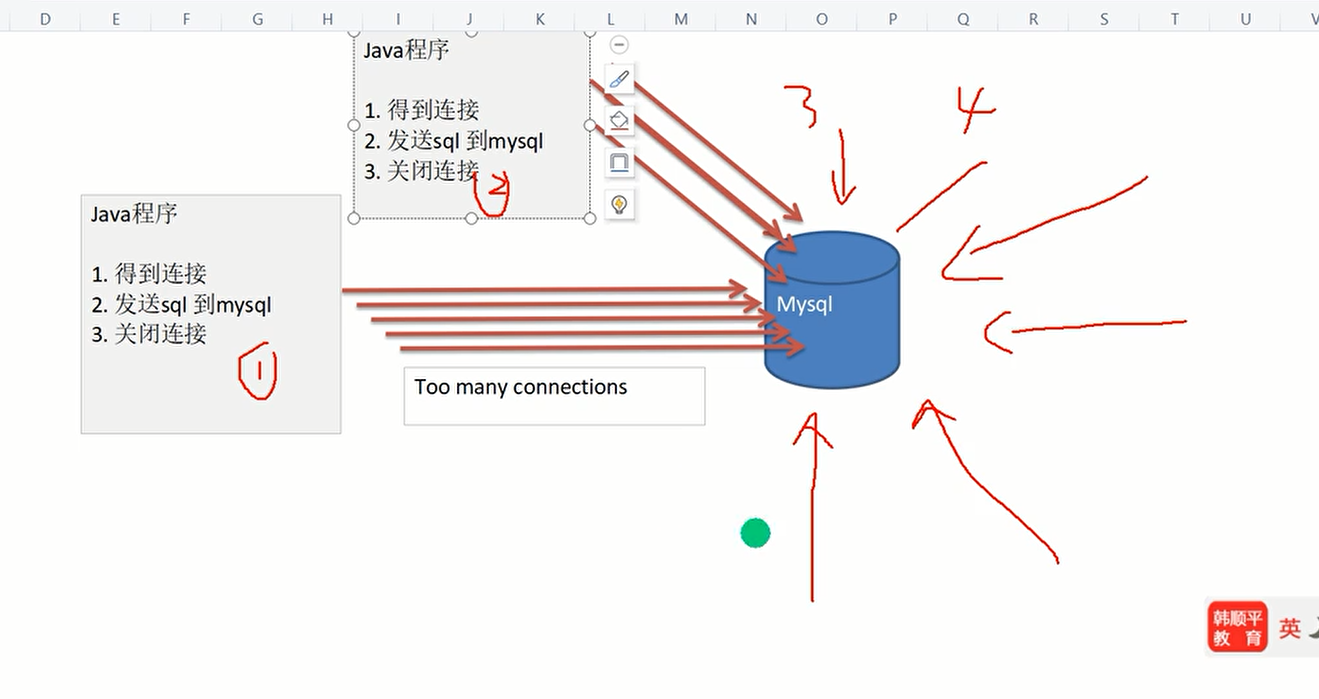 D E F G H I J K L M N O P Q R S T U V
Java程序
1. 得到连接
2. 发送sql 到mysql
3. 关闭连接
2
3
4
Java程序
1. 得到连接
2. 发送sql 到mysql
3. 关闭连接
1
Mysql
Too many connections
韩顺平
教 育
英